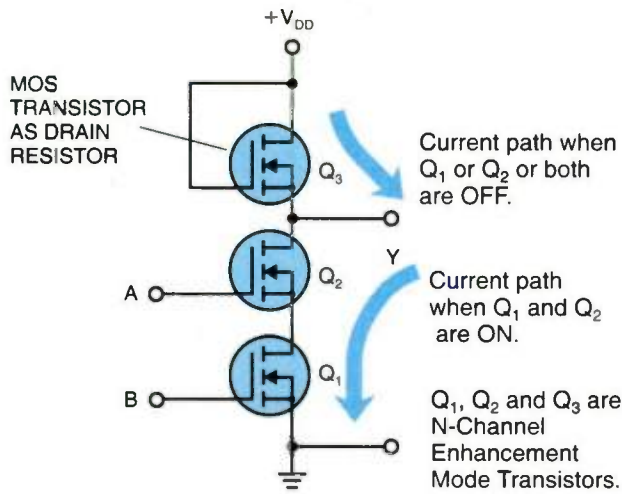 +V_DD
MOS
TRANSISTOR
AS DRAIN
RESISTOR
Q₃
Current path when
Q₁ or Q₂ or both
are OFF.
Y
A
Q₂
Current path
when Q₁ and Q₂
are ON.
B
Q₁
Q₁, Q₂ and Q₃ are
N-Channel
Enhancement
Mode Transistors.